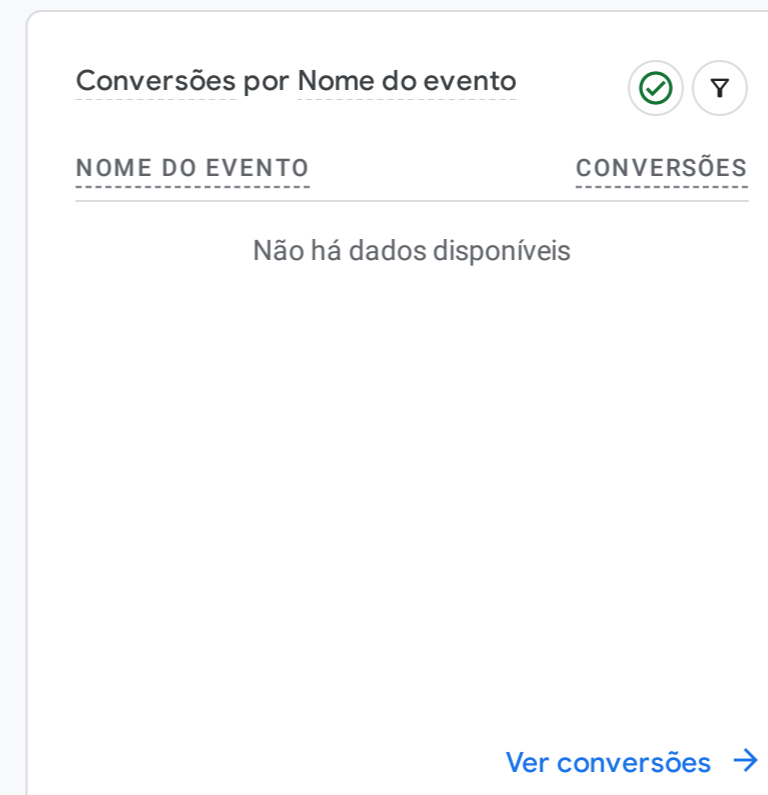 Conversões por Nome do evento
NOME DO EVENTO CONVERSÕES
Não há dados disponíveis
Ver conversões